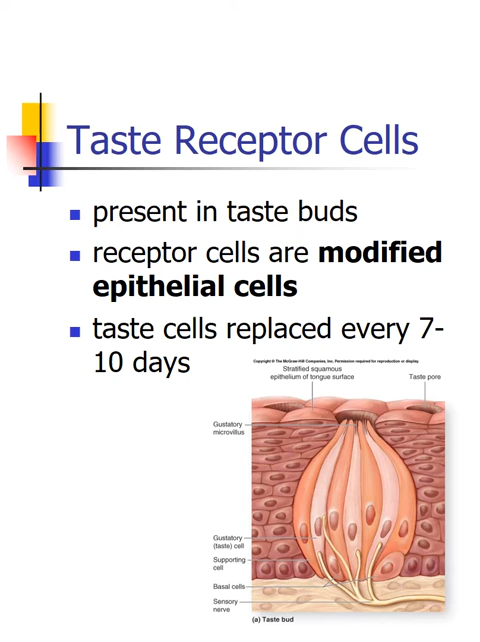 Taste Receptor Cells
present in taste buds
receptor cells are modified
epithelial cells
taste cells replaced every 7-
10 days
Copyright © The McGraw-Hill Companies, Inc. Permission required for reproduction or display.
Stratified squamous
epithelium of tongue surface
Taste pore
Gustatory
microvillus
Gustatory
(taste) cell
Supporting
cell
Basal cells
Sensory
nerve
(a) Taste bud